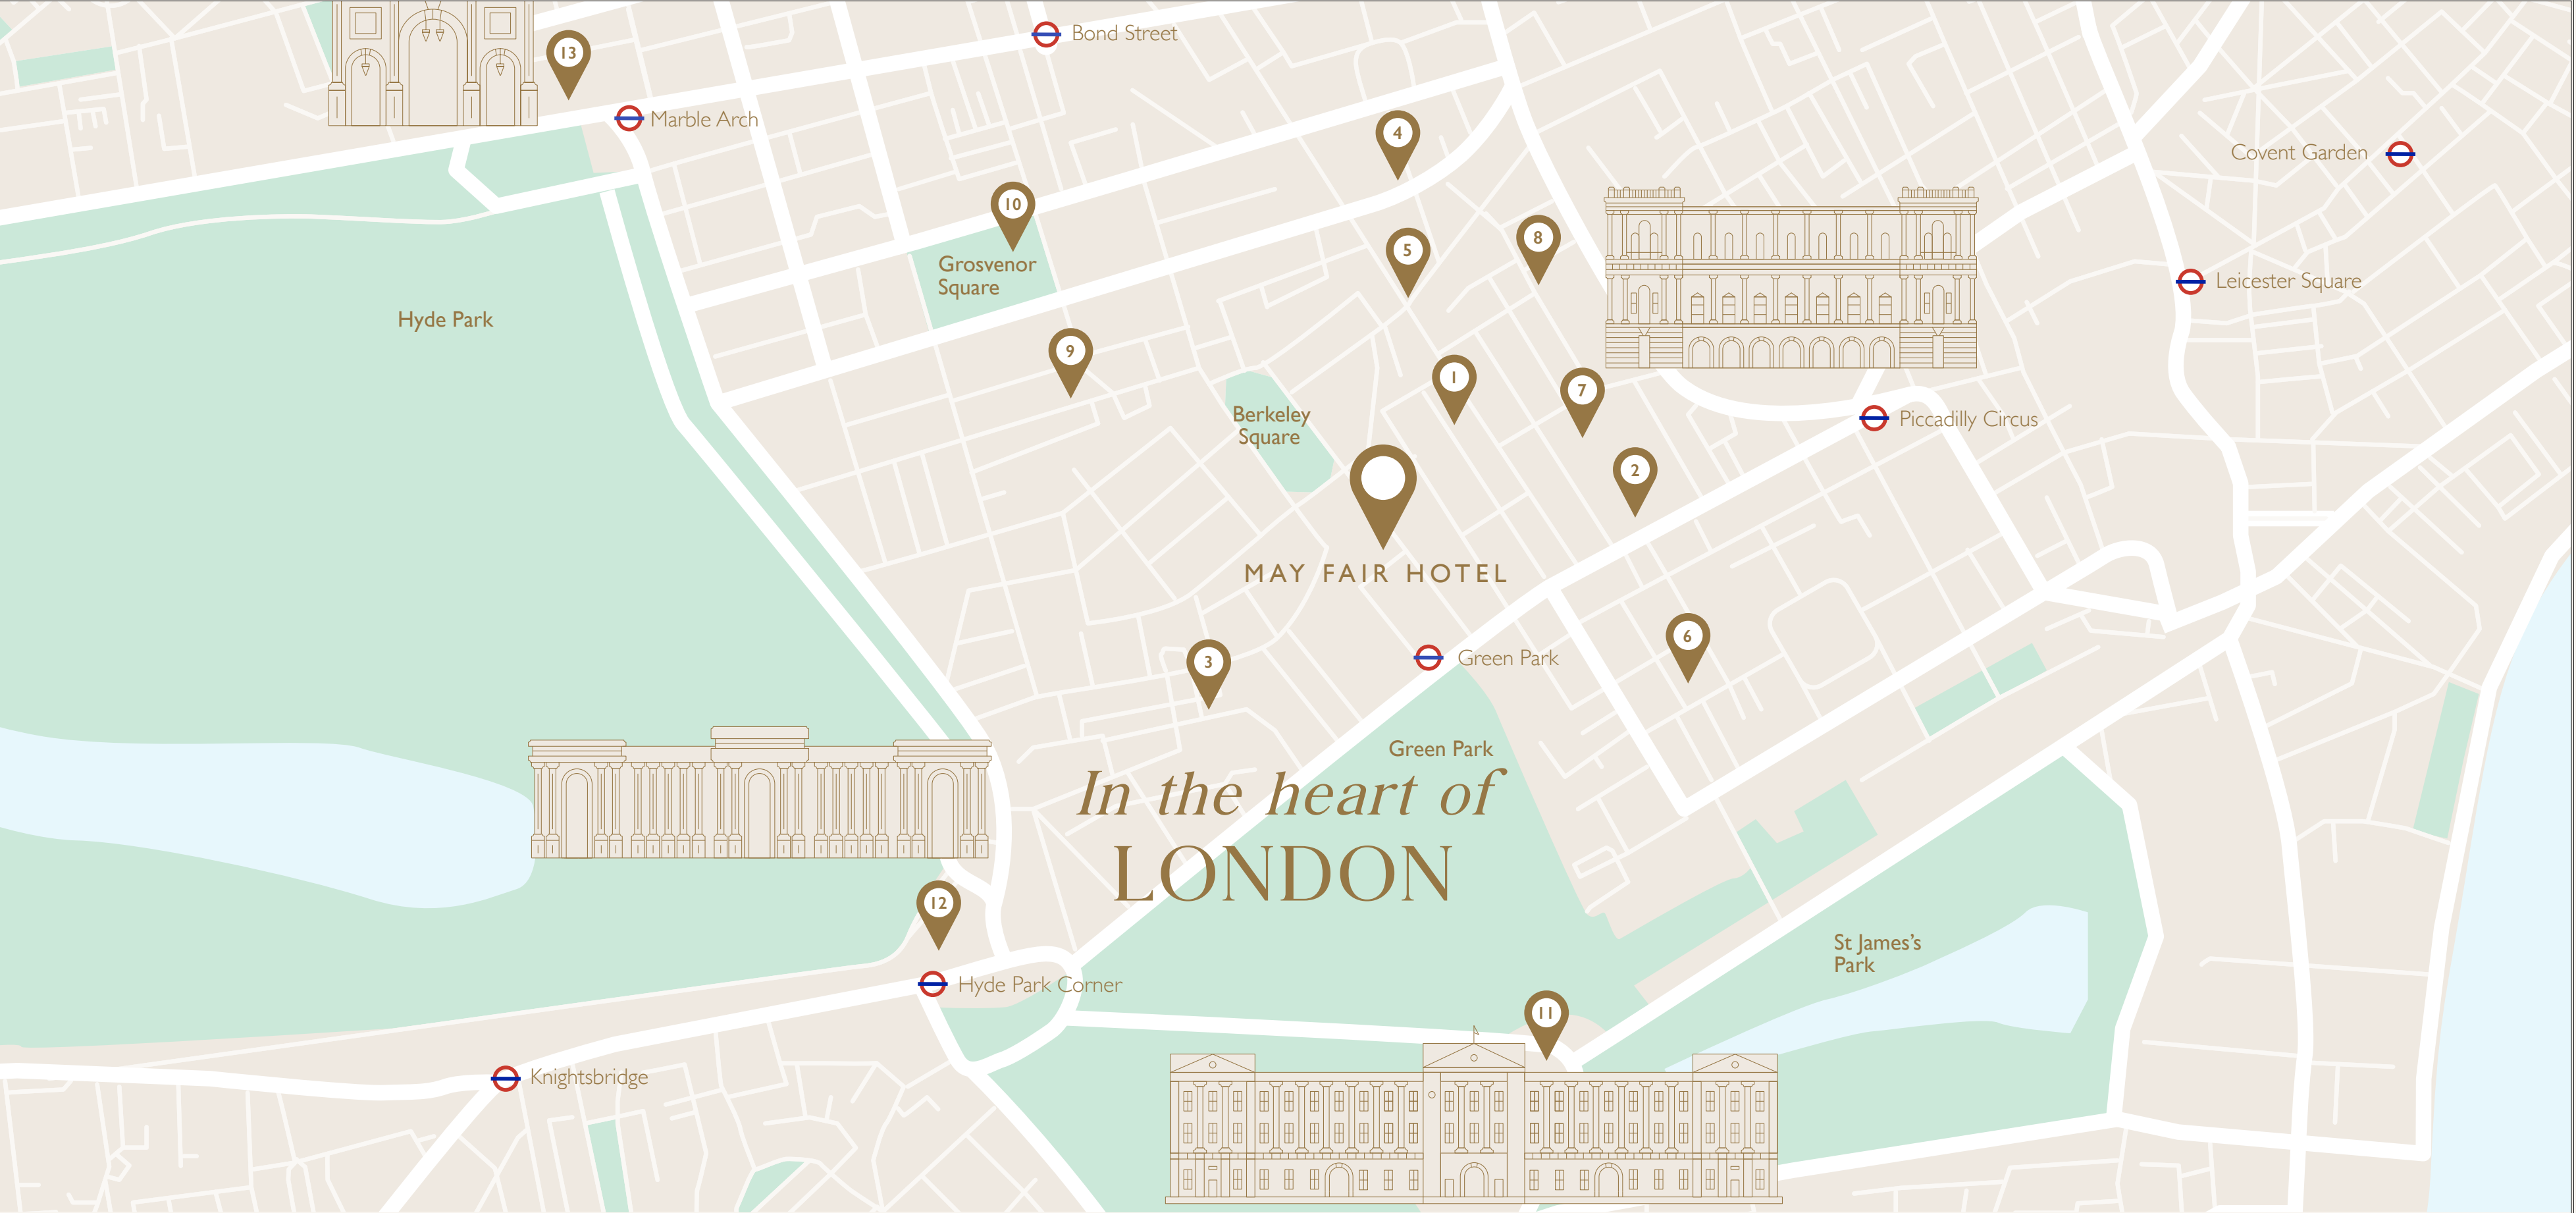 Bond Street
13
Marble Arch
4
Covent Garden
10
8
5
Grosvenor
Square
Leicester Square
Hyde Park
9
1
7
Berkeley
Square
Piccadilly Circus
2
MAY FAIR HOTEL
6
3
Green Park
Green Park
In the heart of
LONDON
12
St James's
Park
Hyde Park Corner
11
Knightsbridge